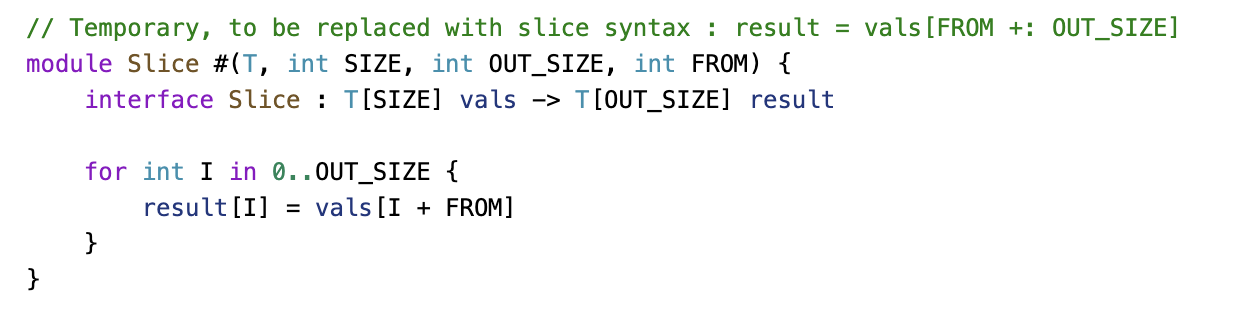 // Temporary, to be replaced with slice syntax : result = vals[FROM +: OUT_SIZE]
module Slice #(T, int SIZE, int OUT_SIZE, int FROM) {
    interface Slice : T[SIZE] vals -> T[OUT_SIZE] result

    for int I in 0..OUT_SIZE {
        result[I] = vals[I + FROM]
    }
}